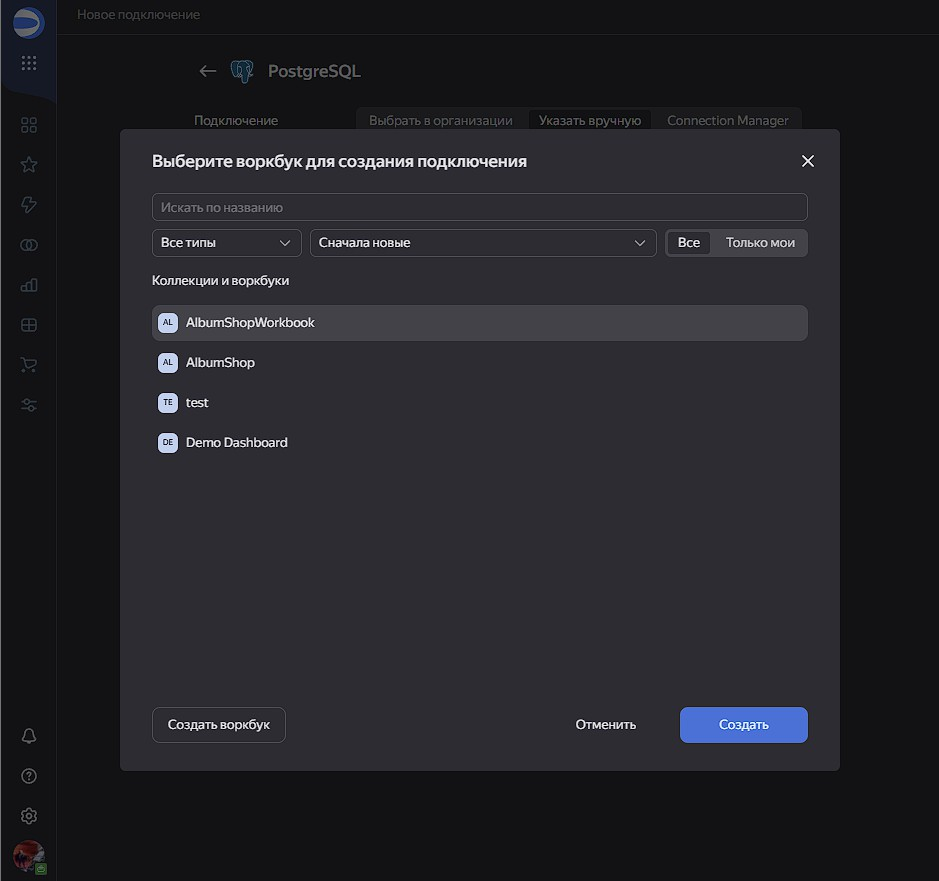 Новое подключение
PostgreSQL
Подключение Выбрать в организации Указать вручную Connection Manager
Выберите воркбук для создания подключения
Искать по названию
Все типы Сначала новые Все Только мои
Коллекции и воркбуки
AL AlbumShopWorkbook
AL AlbumShop
TE test
DE Demo Dashboard
Создать воркбук Отменить Создать